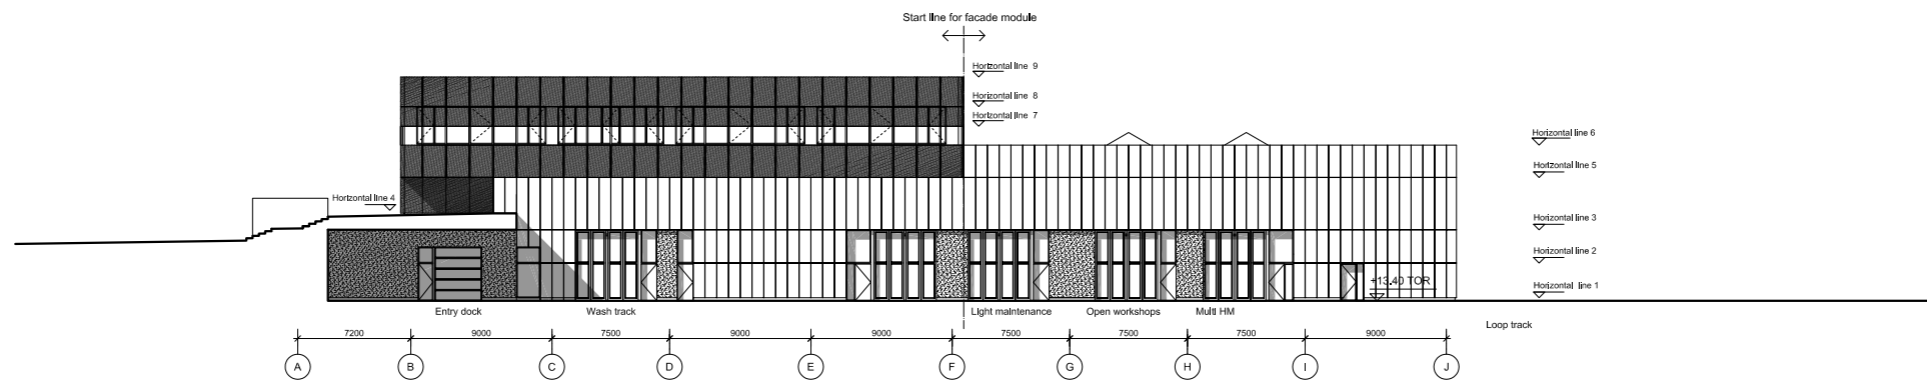 Start line for facade module
Horizontal line 9
Horizontal line 8
Horizontal line 7
Horizontal line 6
Horizontal line 5
Horizontal line 4
Horizontal line 3
Horizontal line 2
+13.40 TOR
Horizontal line 1
Entry dock
Wash track
Light maintenance
Open workshops
Multi HM
Loop track
7200 9000 7500 9000 9000 7500 7500 7500 9000
A B C D E F G H I J